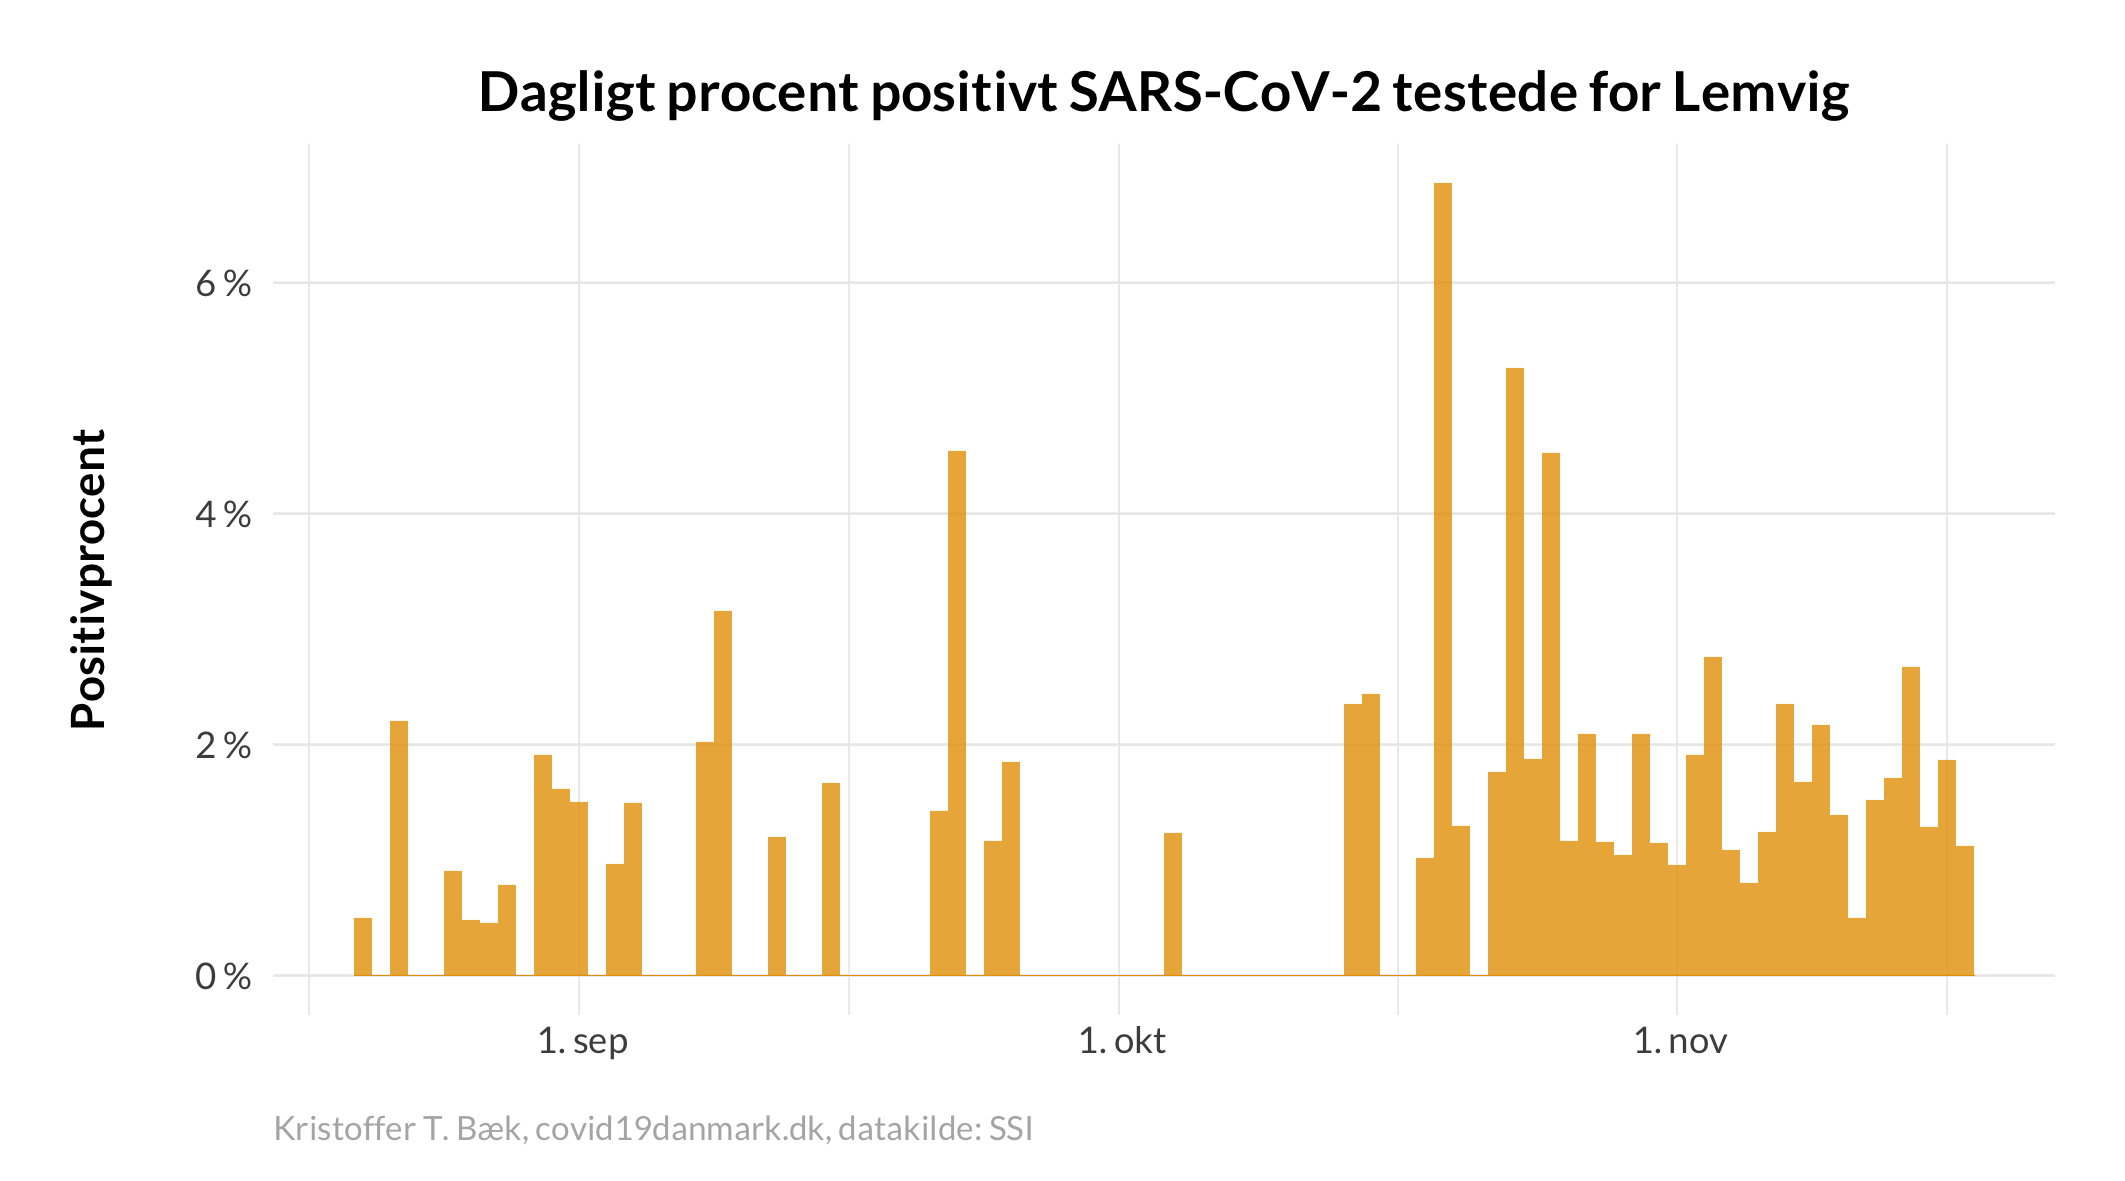 Dagligt procent positivt SARS-CoV-2 testede for Lemvig
Positivprocent
6 %
4 %
2 %
0 %
1. sep
1. okt
1. nov
Kristoffer T. Bæk, covid19danmark.dk, datakilde: SSI